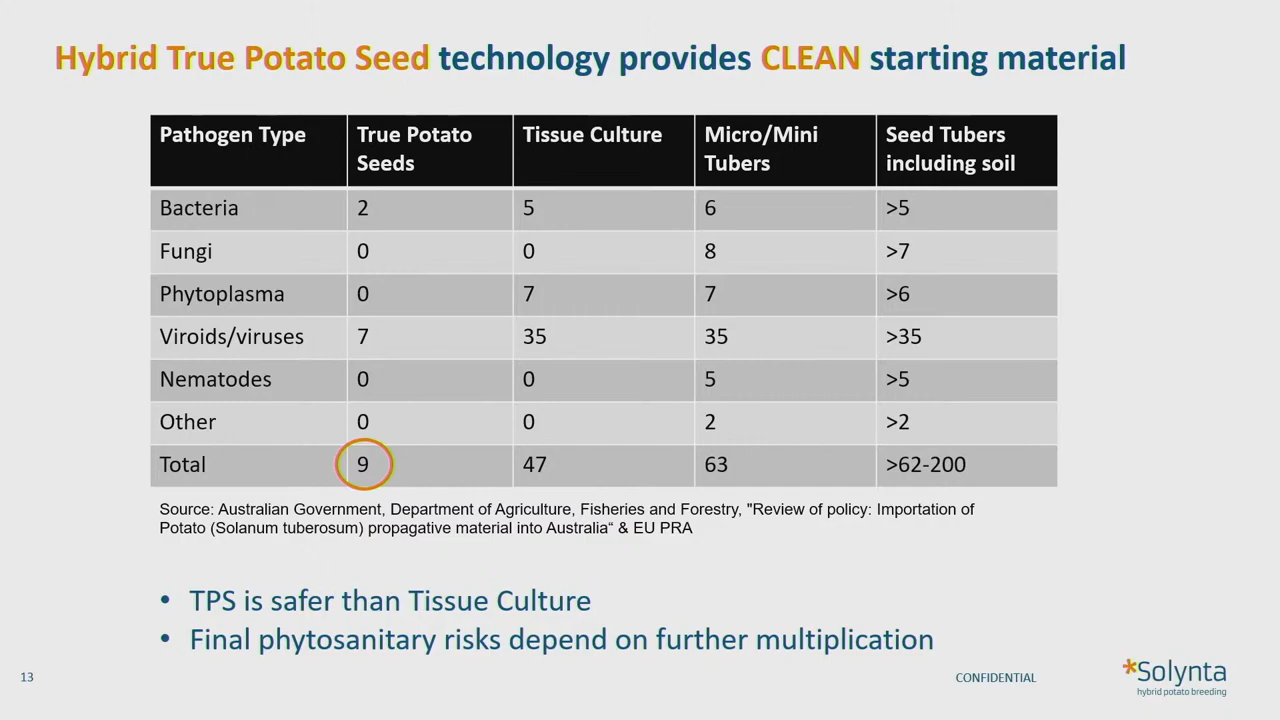 Hybrid True Potato Seed technology provides CLEAN starting material
Pathogen Type True Potato Seeds Tissue Culture Micro/Mini Tubers Seed Tubers including soil
Bacteria 2 5 6 >5
Fungi 0 0 8 >7
Phytoplasma 0 7 7 >6
Viroids/viruses 7 35 35 >35
Nematodes 0 0 5 >5
Other 0 0 2 >2
Total 9 47 63 >62-200
Source: Australian Government, Department of Agriculture, Fisheries and Forestry, "Review of policy: Importation of
Potato (Solanum tuberosum) propagative material into Australia“ & EU PRA
• TPS is safer than Tissue Culture
• Final phytosanitary risks depend on further multiplication
13
CONFIDENTIAL
*Solynta
hybrid potato breeding